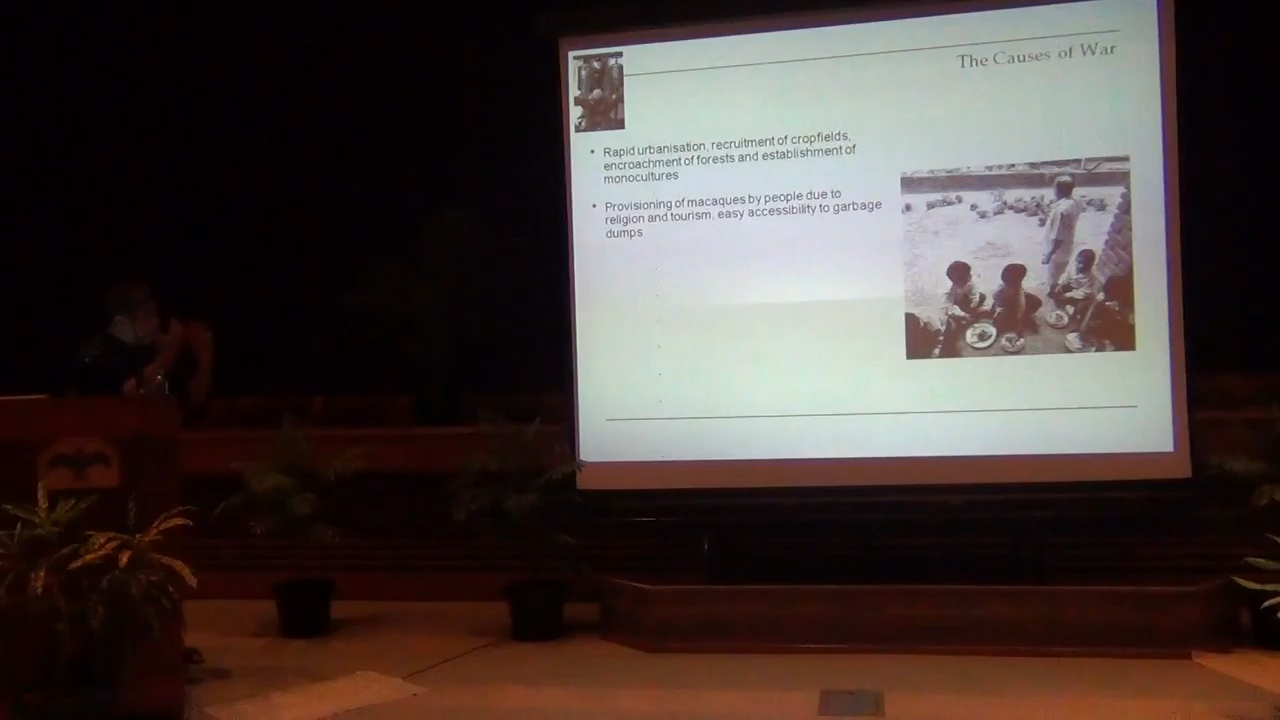 The Causes of War
• Rapid urbanisation, recruitment of cropfields,
encroachment of forests and establishment of
monocultures
• Provisioning of macaques by people due to
religion and tourism, easy accessibility to garbage
dumps